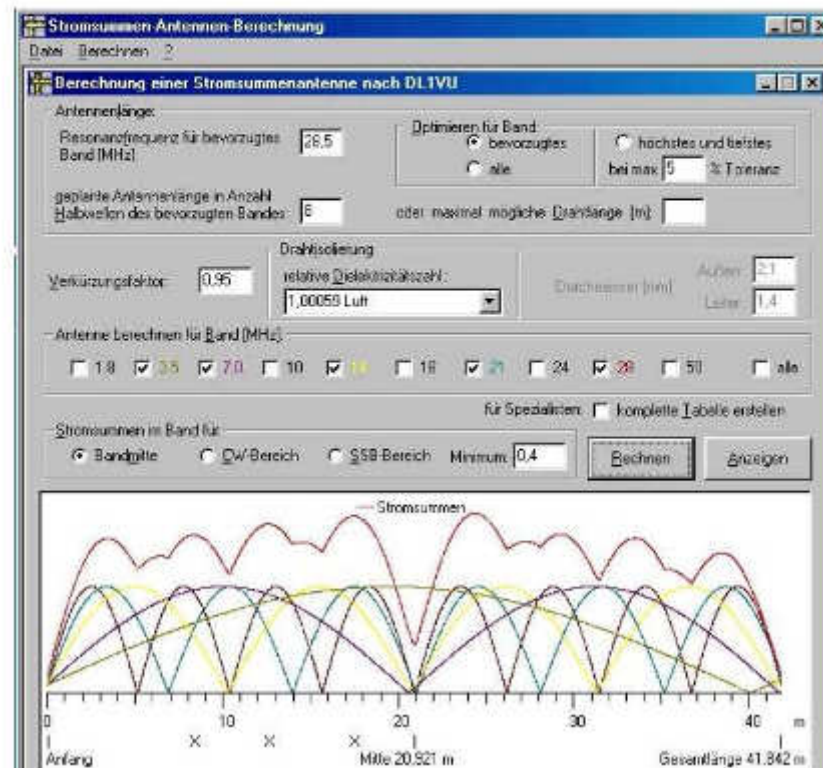 Stromsummen-Antennen-Berechnung
Datei Berechnen ?
Berechnung einer Stromsummenantenne nach DL1VU
Antennenlänge:
Resonanzfrequenz für bevorzugtes Band [MHz]
28,5
Optimieren für Band
bevorzugtes
alle
höchstes und tiefstes
bei max. 5 % Toleranz
geplante Antennenlänge in Anzahl
Halbwellen des bevorzugten Bandes:
oder maximal mögliche Drahtlänge [m]:
Verkürzungsfaktor: 0,95
Drahtisolierung
relative Dielektrizitätszahl:
1,00059 Luft
Durchmesser [mm]
Außen: 2,1
Leiter: 1,4
Antenne berechnen für Band [MHz]
1.8 3.5 7.0 10 14 18 21 24 28 50 alle
für Spezialisten: komplette Tabelle erstellen
Stromsummen im Band für
Bandmitte CW-Bereich SSB-Bereich Minimum: 0,4
Rechnen Anzeigen
Stromsummen
0 10 20 30 40 m
X X X
Anfang Mitte 20,921 m Gesamtlänge 41,842 m